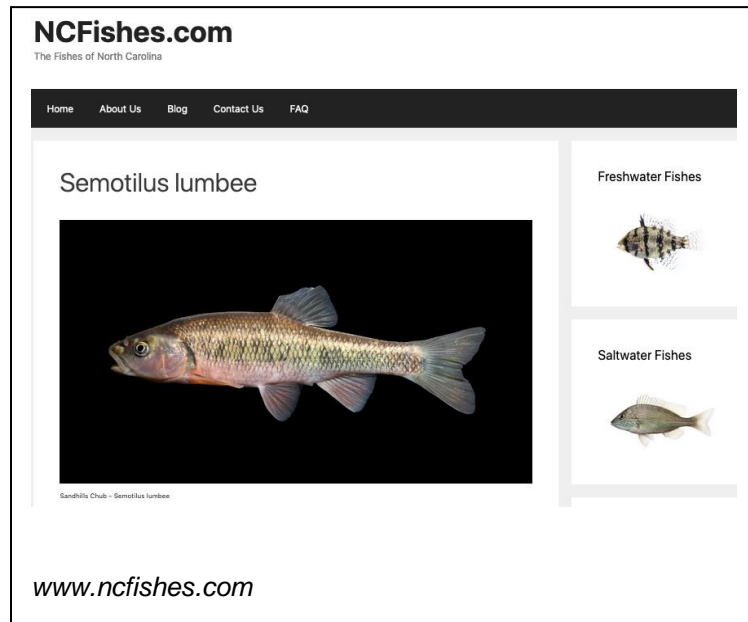 NCFishes.com
The Fishes of North Carolina
Home About Us Blog Contact Us FAQ
Semotilus lumbee
Sandhills Chub - Semotilus lumbee
Freshwater Fishes
Saltwater Fishes
www.ncfishes.com